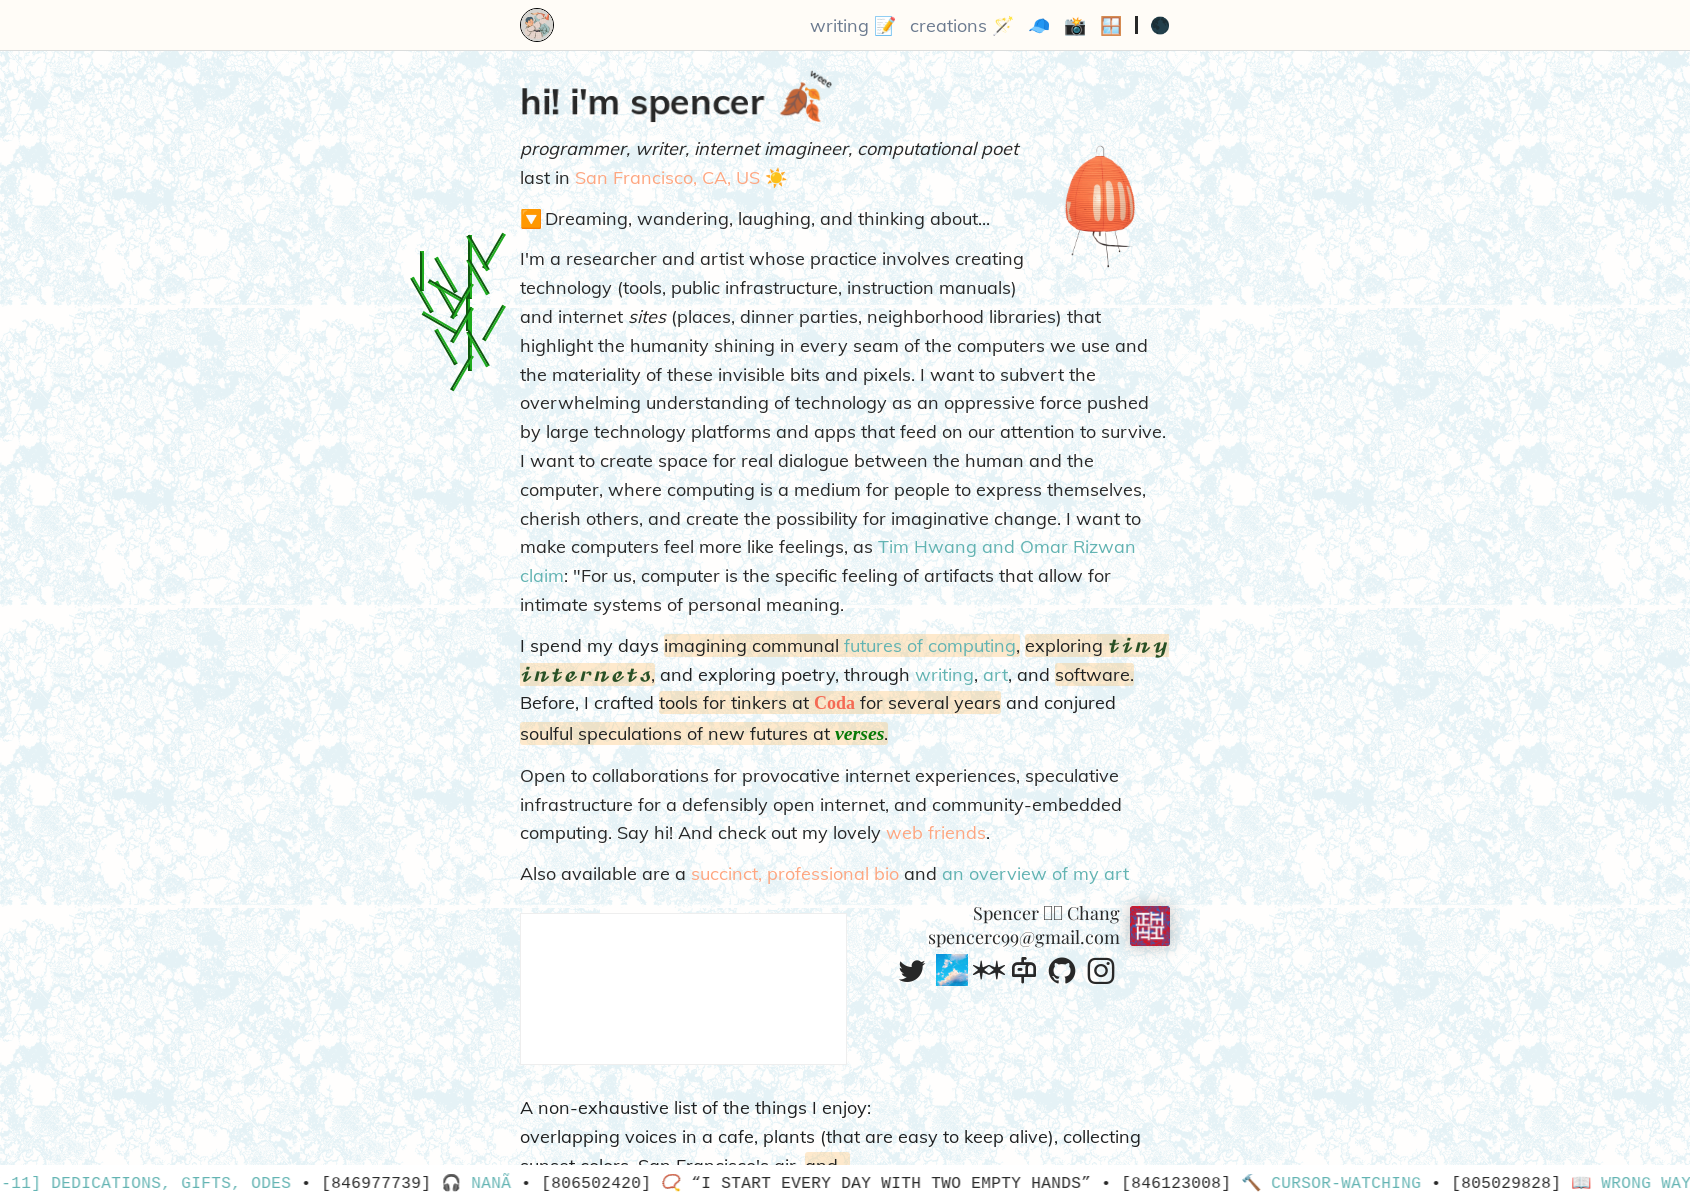 writing 📝 creations 🪄 🧢 📸 🪟 | 🌑
weee
hi! i'm spencer 🍂
programmer, writer, internet imagineer, computational poet
last in San Francisco, CA, US ☀️
🔽 Dreaming, wandering, laughing, and thinking about...
I'm a researcher and artist whose practice involves creating
technology (tools, public infrastructure, instruction manuals)
and internet sites (places, dinner parties, neighborhood libraries) that
highlight the humanity shining in every seam of the computers we use and
the materiality of these invisible bits and pixels. I want to subvert the
overwhelming understanding of technology as an oppressive force pushed
by large technology platforms and apps that feed on our attention to survive.
I want to create space for real dialogue between the human and the
computer, where computing is a medium for people to express themselves,
cherish others, and create the possibility for imaginative change. I want to
make computers feel more like feelings, as Tim Hwang and Omar Rizwan
claim: "For us, computer is the specific feeling of artifacts that allow for
intimate systems of personal meaning.
I spend my days imagining communal futures of computing, exploring tiny
internets, and exploring poetry, through writing, art, and software.
Before, I crafted tools for tinkers at Coda for several years and conjured
soulful speculations of new futures at verses.
Open to collaborations for provocative internet experiences, speculative
infrastructure for a defensibly open internet, and community-embedded
computing. Say hi! And check out my lovely web friends.
Also available are a succinct, professional bio and an overview of my art
Spencer Chang
spencerc99@gmail.com
A non-exhaustive list of the things I enjoy:
overlapping voices in a cafe, plants (that are easy to keep alive), collecting
sunset colors, San Francisco's air, and
-11] DEDICATIONS, GIFTS, ODES • [846977739] 🎧 NANÃ • [806502420] 📿 “I START EVERY DAY WITH TWO EMPTY HANDS” • [846123008] 🔨 CURSOR-WATCHING • [805029828] 📖 WRONG WAY